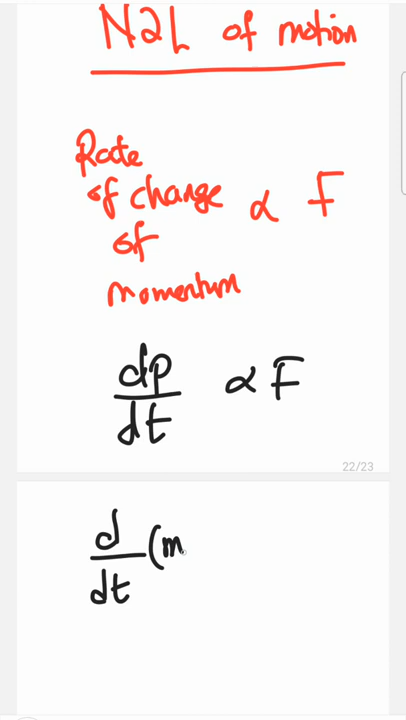 N2L of motion
Rate
of change ∝ F
of
momentum
dp/dt ∝ F
22/23
d/dt (m